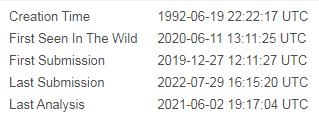 Creation Time 1992-06-19 22:22:17 UTC
First Seen In The Wild 2020-06-11 13:11:25 UTC
First Submission 2019-12-27 12:11:27 UTC
Last Submission 2022-07-29 16:15:20 UTC
Last Analysis 2021-06-02 19:17:04 UTC